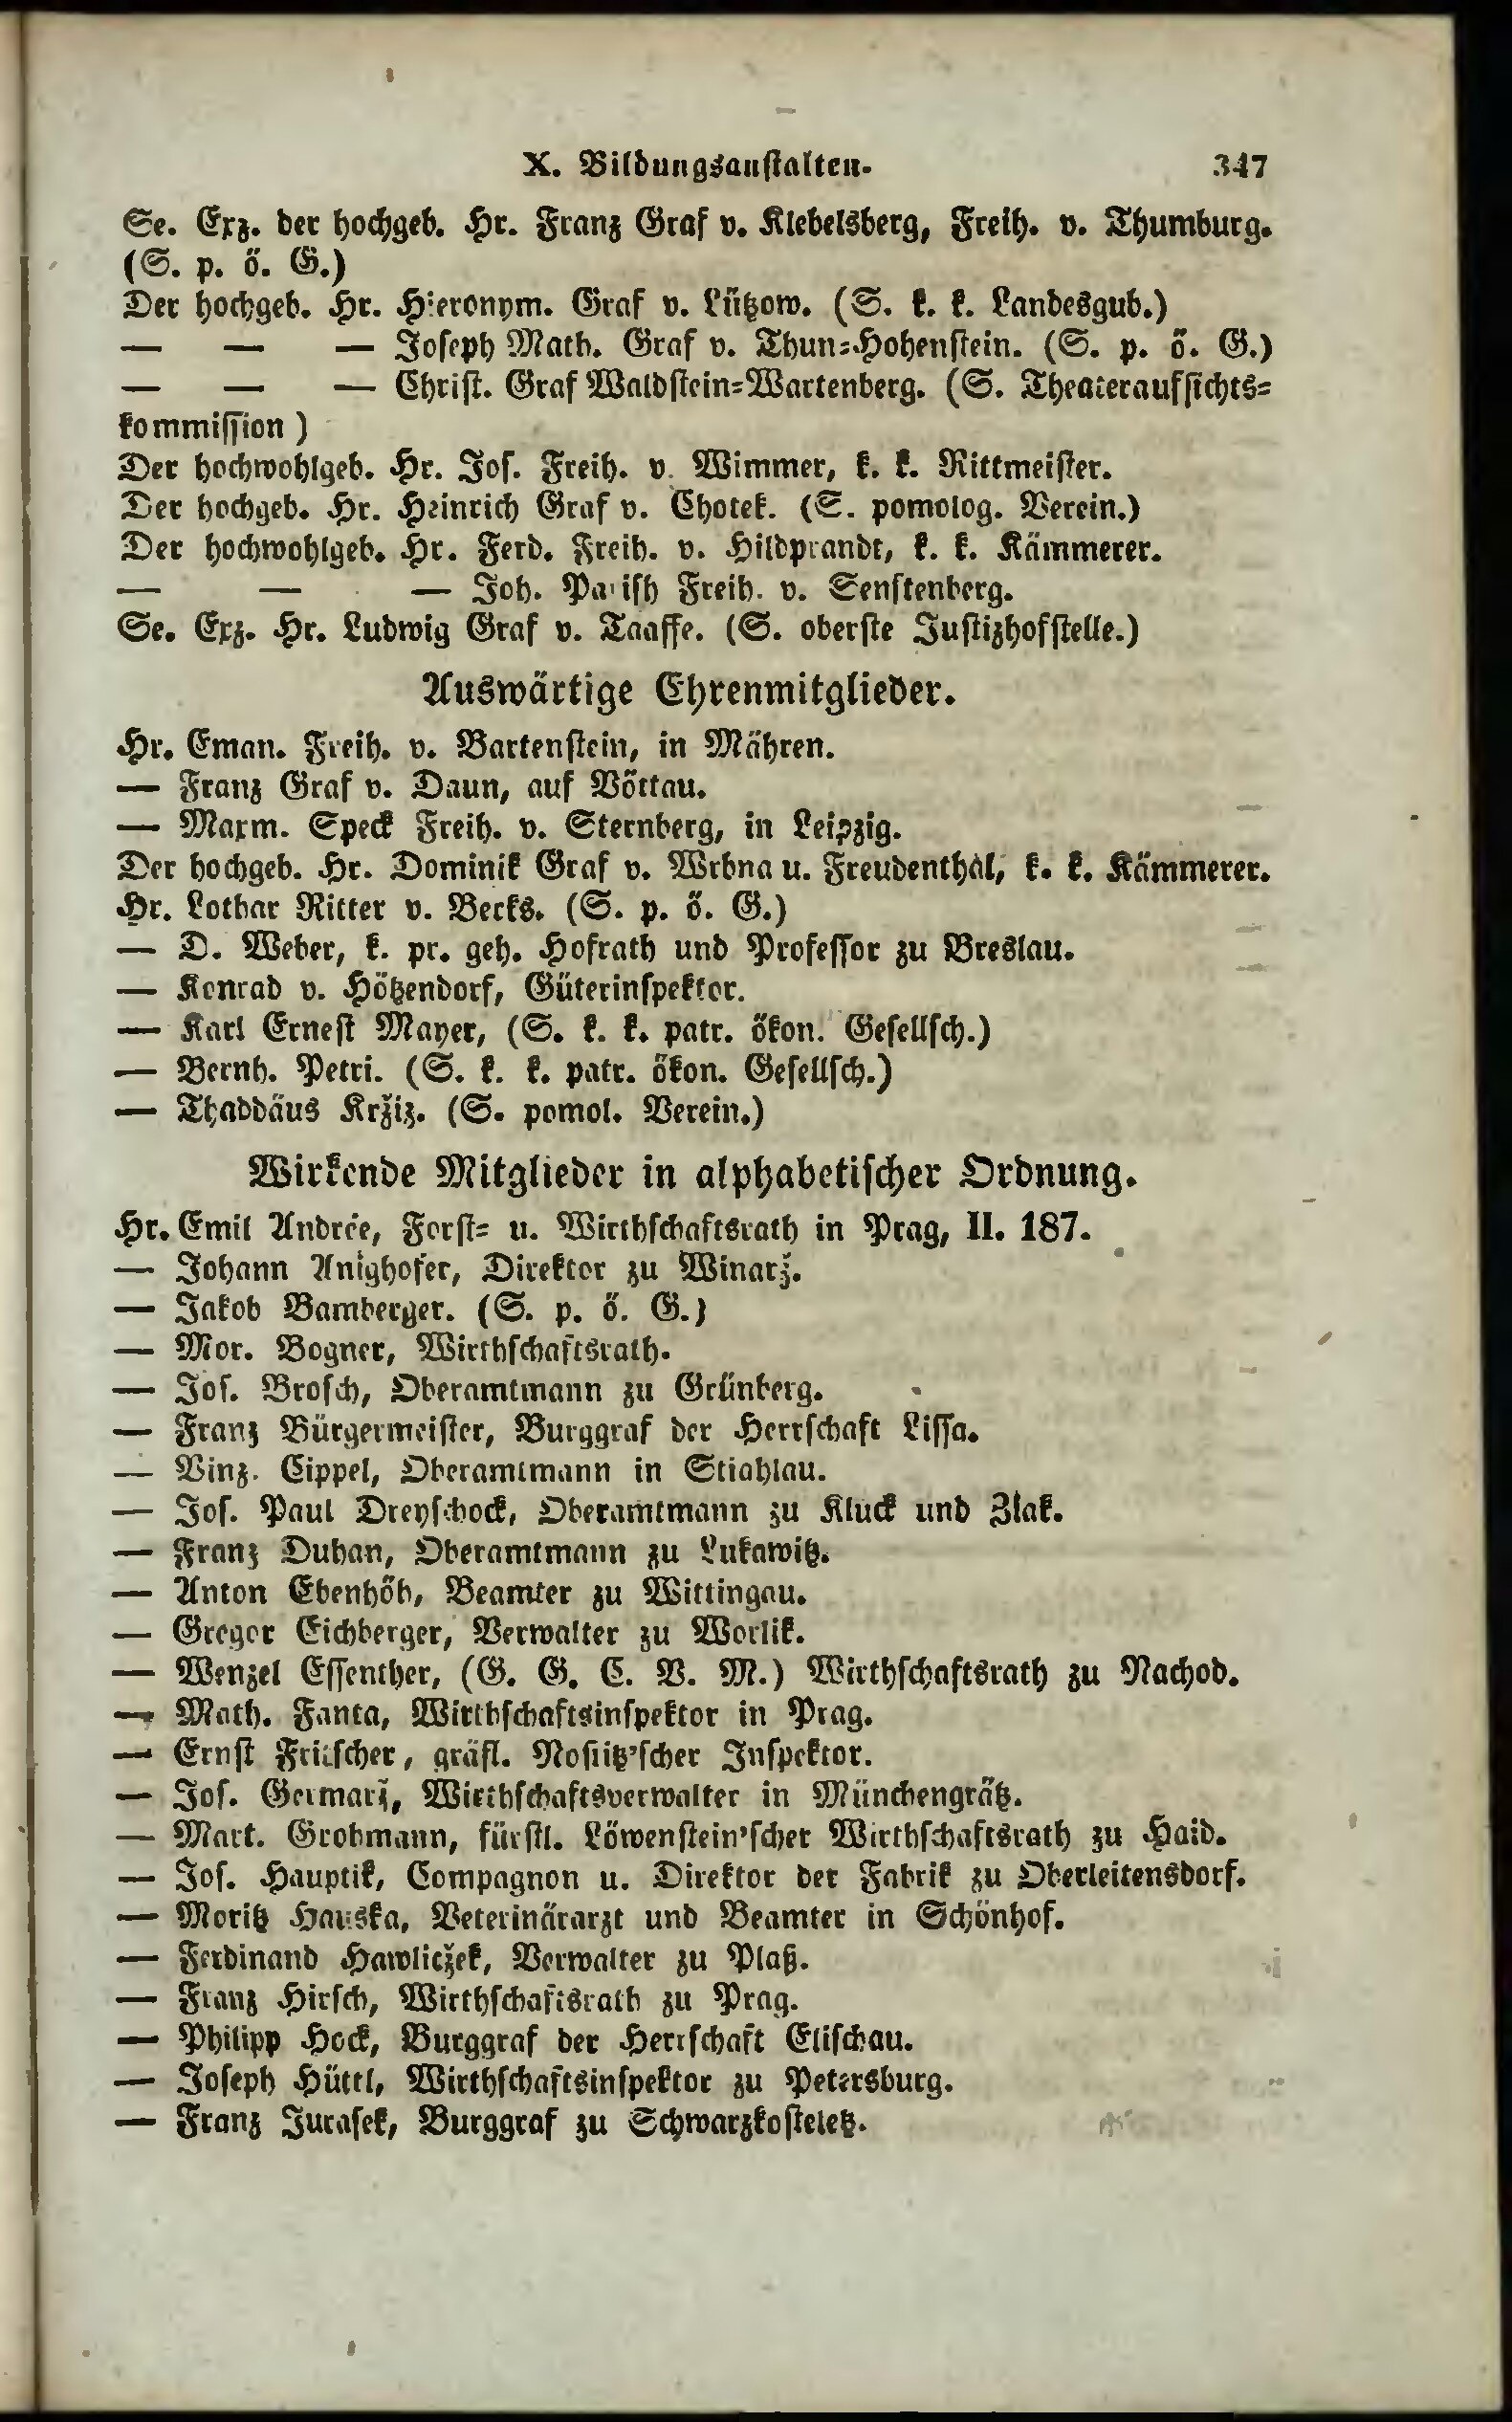 X. Bildungsanstalten. 347
Se. Erz. der hochgeb. Hr. Franz Graf v. Klebelsberg, Freih. v. Thumburg.
(S. p. ö. G.)
Der hochgeb. Hr. Hieronym. Graf v. Lützow. (S. k. k. Landesgub.)
— — — Joseph Math. Graf v. Thun-Hohenstein. (S. p. ö. G.)
— — — Christ. Graf Waldstein-Wartenberg. (S. Theateraufsichts-
kommission)
Der hochwohlgeb. Hr. Jos. Freih. v. Wimmer, k. k. Rittmeister.
Der hochgeb. Hr. Heinrich Graf v. Chotek. (S. pomolog. Verein.)
Der hochwohlgeb. Hr. Ferd. Freih. v. Hildprandt, k. k. Kämmerer.
— — — Joh. Parish Freih. v. Senftenberg.
Se. Exz. Hr. Ludwig Graf v. Taaffe. (S. oberste Justizhofstelle.)
Auswärtige Ehrenmitglieder.
Hr. Eman. Freih. v. Bartenstein, in Mähren.
— Franz Graf v. Daun, auf Vöttau.
— Maxm. Speck Freih. v. Sternberg, in Leipzig.
Der hochgeb. Hr. Dominik Graf v. Wrbna u. Freudenthal, k. k. Kämmerer.
Hr. Lothar Ritter v. Berks. (S. p. ö. G.)
— D. Weber, k. pr. geh. Hofrath und Professor zu Breslau.
— Konrad v. Hötzendorf, Güterinspektor.
— Karl Ernest Mayer, (S. k. k. patr. ökon. Gesellsch.)
— Bernh. Petri. (S. k. k. patr. ökon. Gesellsch.)
— Thaddäus Kržiz. (S. pomol. Verein.)
Wirkende Mitglieder in alphabetischer Ordnung.
Hr. Emil Andrée, Forst- u. Wirthschaftsrath in Prag, II. 187.
— Johann Anighofer, Direktor zu Winarž.
— Jakob Bamberger. (S. p. ö. G.)
— Mor. Bogner, Wirthschaftsrath.
— Jos. Brosch, Oberamtmann zu Grünberg.
— Franz Bürgermeister, Burggraf der Herrschaft Lissa.
— Vinz. Cippel, Oberamtmann in Stiahlau.
— Jos. Paul Dreyschock, Oberamtmann zu Kluck und Zlak.
— Franz Duhan, Oberamtmann zu Lukawitz.
— Anton Ebenhöh, Beamter zu Wittingau.
— Gregor Eichberger, Verwalter zu Worlik.
— Wenzel Essenther, (G. G. C. V. M.) Wirthschaftsrath zu Nachod.
— Math. Fanta, Wirthschaftsinspektor in Prag.
— Ernst Fritscher, gräfl. Nostitz'scher Inspektor.
— Jos. Germarž, Wirthschaftsverwalter in Münchengrätz.
— Mart. Grohmann, fürstl. Löwenstein'scher Wirthschaftsrath zu Haid.
— Jos. Hauptik, Compagnon u. Direktor der Fabrik zu Oberleitensdorf.
— Moritz Hauska, Veterinärarzt und Beamter in Schönhof.
— Ferdinand Hawliczek, Verwalter zu Plaß.
— Franz Hirsch, Wirthschaftsrath zu Prag.
— Philipp Hock, Burggraf der Herrschaft Elischau.
— Joseph Hüttl, Wirthschaftsinspektor zu Petersburg.
— Franz Jurasek, Burggraf zu Schwarzkosteletz.